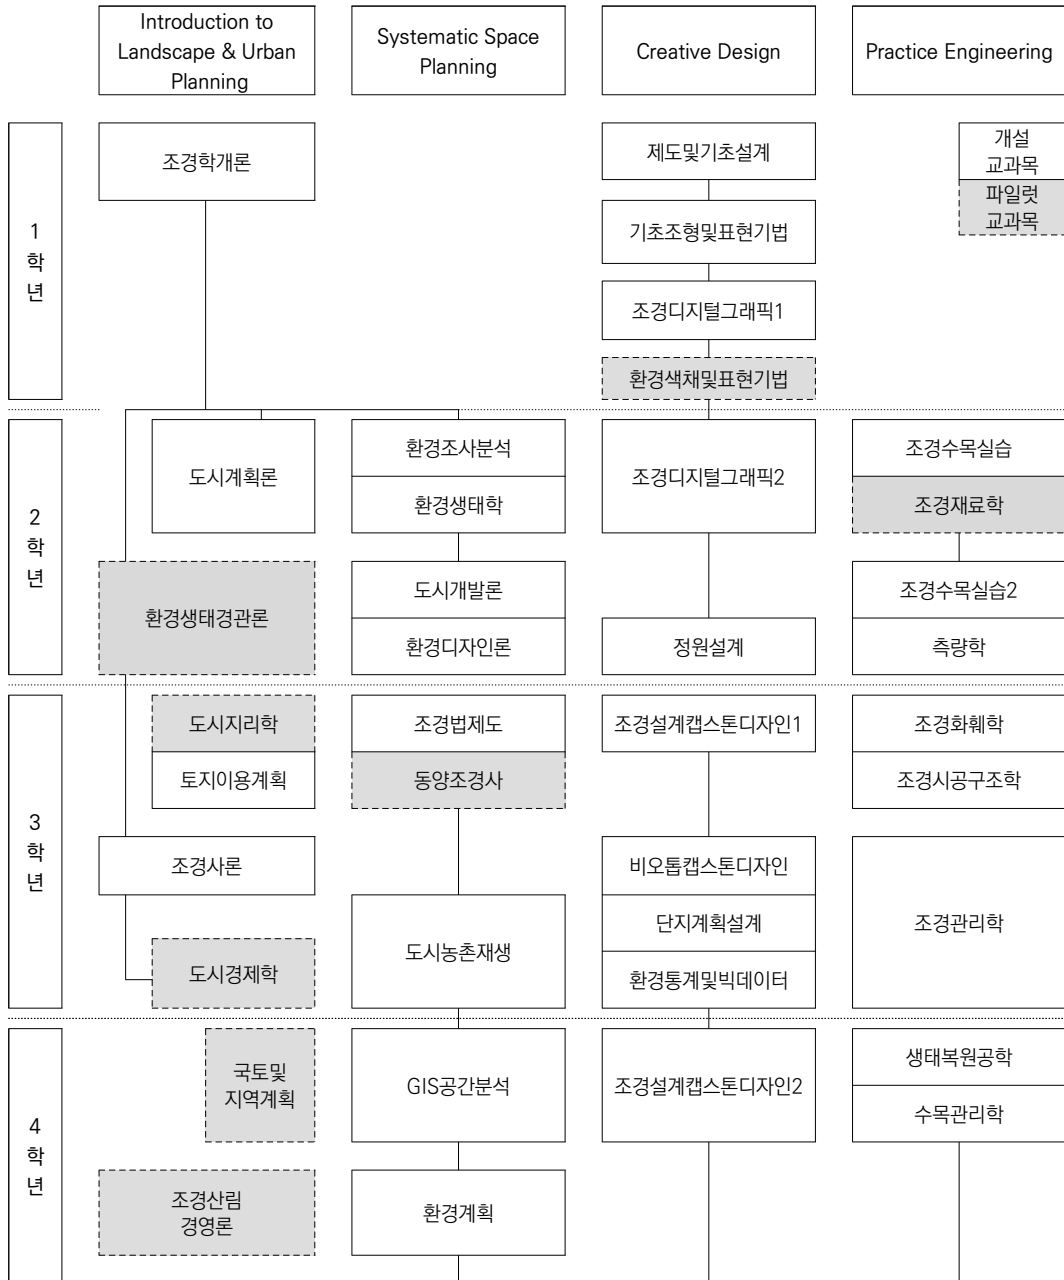 Introduction to
Landscape & Urban
Planning
Systematic Space
Planning
Creative Design
Practice Engineering
1
학
년
조경학개론
제도및기초설계
기초조형및표현기법
조경디지털그래픽1
환경색채및표현기법
개설
교과목
파일럿
교과목
2
학
년
도시계획론
환경생태경관론
환경조사분석
환경생태학
도시개발론
환경디자인론
조경디지털그래픽2
정원설계
조경수목실습
조경재료학
조경수목실습2
측량학
3
학
년
도시지리학
토지이용계획
조경사론
도시경제학
조경법제도
동양조경사
도시농촌재생
조경설계캡스톤디자인1
비오톱캡스톤디자인
단지계획설계
환경통계및빅데이터
조경화훼학
조경시공구조학
조경관리학
4
학
년
국토및
지역계획
조경산림
경영론
GIS공간분석
환경계획
조경설계캡스톤디자인2
생태복원공학
수목관리학